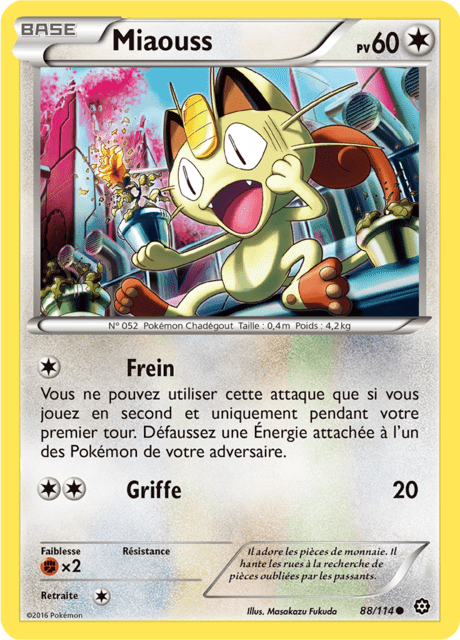 BASE
Miaouss
PV60
N° 052 Pokémon Chadégout Taille : 0,4m Poids : 4,2kg
Frein
Vous ne pouvez utiliser cette attaque que si vous
jouez en second et uniquement pendant votre
premier tour. Défaussez une Énergie attachée à l'un
des Pokémon de votre adversaire.
Griffe 20
Faiblesse Résistance
×2
Retraite
Il adore les pièces de monnaie. Il
hante les rues à la recherche de
pièces oubliées par les passants.
©2016 Pokémon
Illus. Masakazu Fukuda
88/114